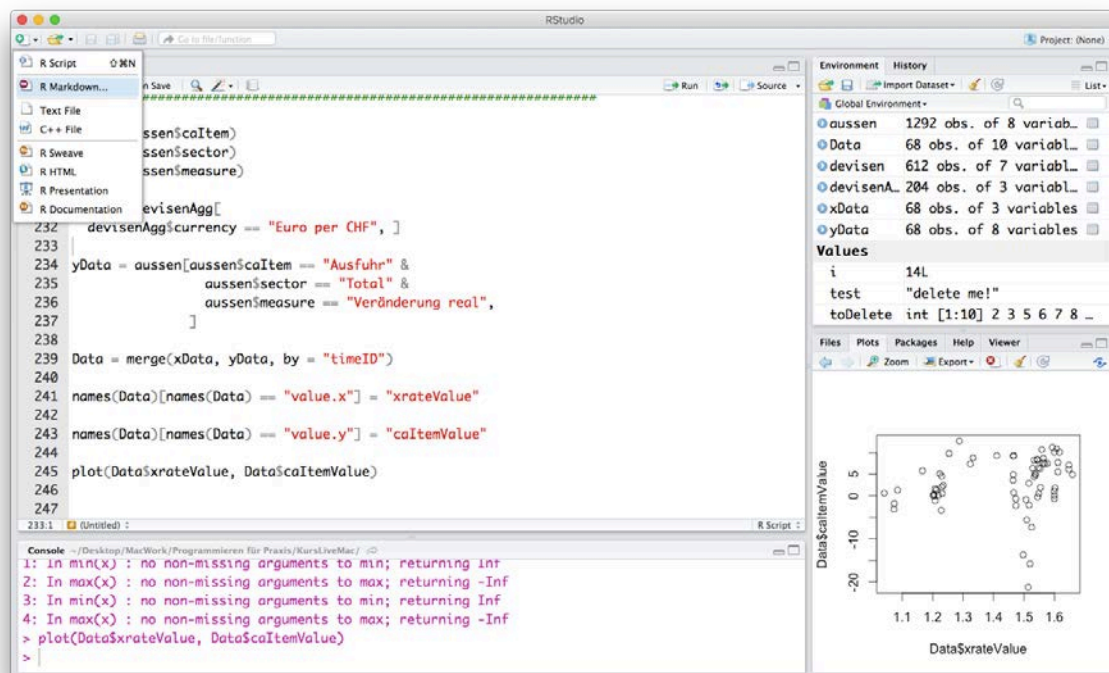 RStudio
Go to file/function
Project: (None)
R Script ⇧⌘N
R Markdown...
Text File
C++ File
R Sweave
R HTML
R Presentation
R Documentation
n Save
Run
Source
##############################################################
ssen$caItem)
ssen$sector)
ssen$measure)
evisenAgg[
232 devisenAgg$currency == "Euro per CHF", ]
233
234 yData = aussen[aussen$caItem == "Ausfuhr" &
235 aussen$sector == "Total" &
236 aussen$measure == "Veränderung real",
237 ]
238
239 Data = merge(xData, yData, by = "timeID")
240
241 names(Data)[names(Data) == "value.x"] = "xrateValue"
242
243 names(Data)[names(Data) == "value.y"] = "caItemValue"
244
245 plot(Data$xrateValue, Data$caItemValue)
246
247
233:1 (Untitled) R Script
Console ~/Desktop/MacWork/Programmieren für Praxis/KursLiveMac/
1: In min(x) : no non-missing arguments to min; returning Inf
2: In max(x) : no non-missing arguments to max; returning -Inf
3: In min(x) : no non-missing arguments to min; returning Inf
4: In max(x) : no non-missing arguments to max; returning -Inf
> plot(Data$xrateValue, Data$caItemValue)
>
Environment History
Import Dataset
List
Global Environment
aussen 1292 obs. of 8 variab…
Data 68 obs. of 10 variabl…
devisen 612 obs. of 7 variabl…
devisenA… 204 obs. of 3 variabl…
xData 68 obs. of 3 variables
yData 68 obs. of 8 variables
Values
i 14L
test "delete me!"
toDelete int [1:10] 2 3 5 6 7 8 …
Files Plots Packages Help Viewer
Zoom Export
Data$caItemValue
5
0
-10
-20
1.1 1.2 1.3 1.4 1.5 1.6
Data$xrateValue